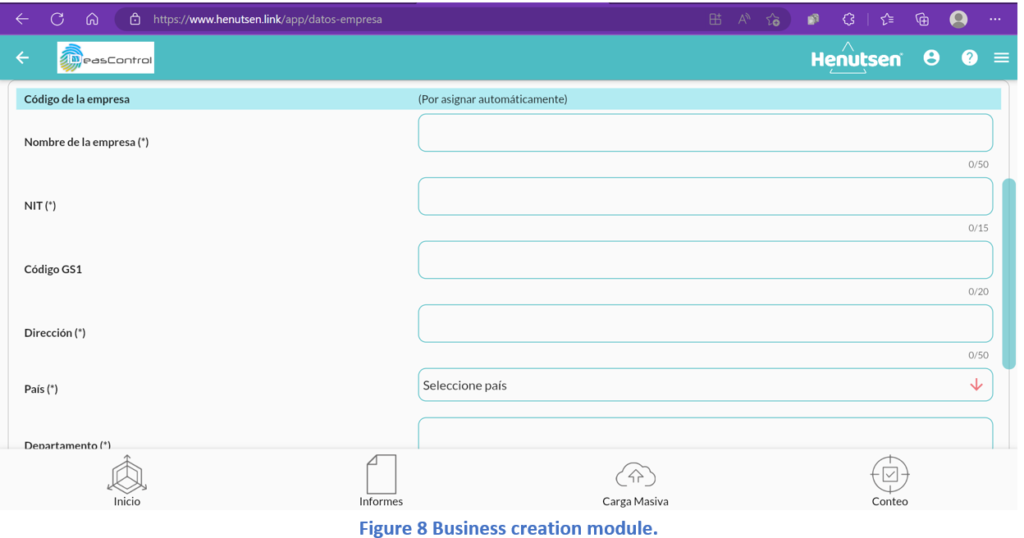 https://www.henutsen.link/app/datos-empresa
IDeasControl
Henutsen
Código de la empresa (Por asignar automáticamente)
Nombre de la empresa (*)
0/50
NIT (*)
0/15
Código GS1
0/20
Dirección (*)
0/50
País (*) Seleccione país
Departamento (*)
Inicio Informes Carga Masiva Conteo
Figure 8 Business creation module.